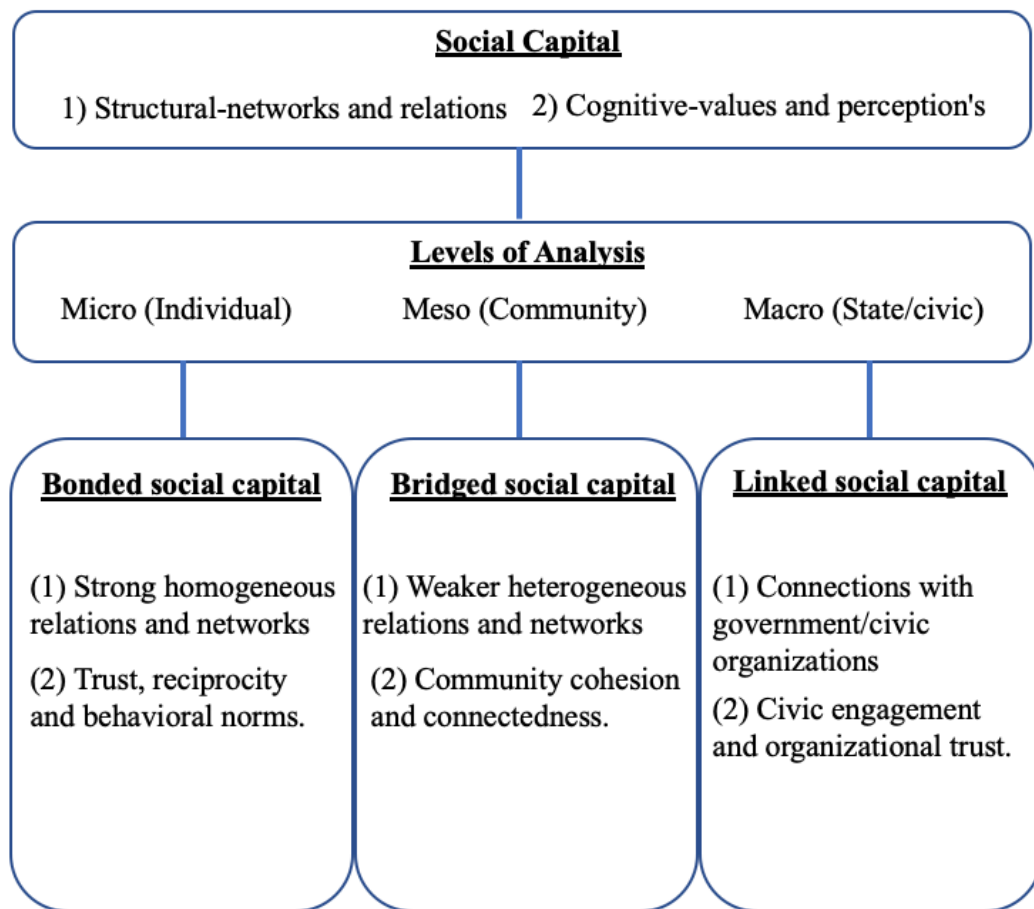 Social Capital
1) Structural-networks and relations 2) Cognitive-values and perception's
Levels of Analysis
Micro (Individual) Meso (Community) Macro (State/civic)
Bonded social capital
(1) Strong homogeneous
relations and networks
(2) Trust, reciprocity
and behavioral norms.
Bridged social capital
(1) Weaker heterogeneous
relations and networks
(2) Community cohesion
and connectedness.
Linked social capital
(1) Connections with
government/civic
organizations
(2) Civic engagement
and organizational trust.